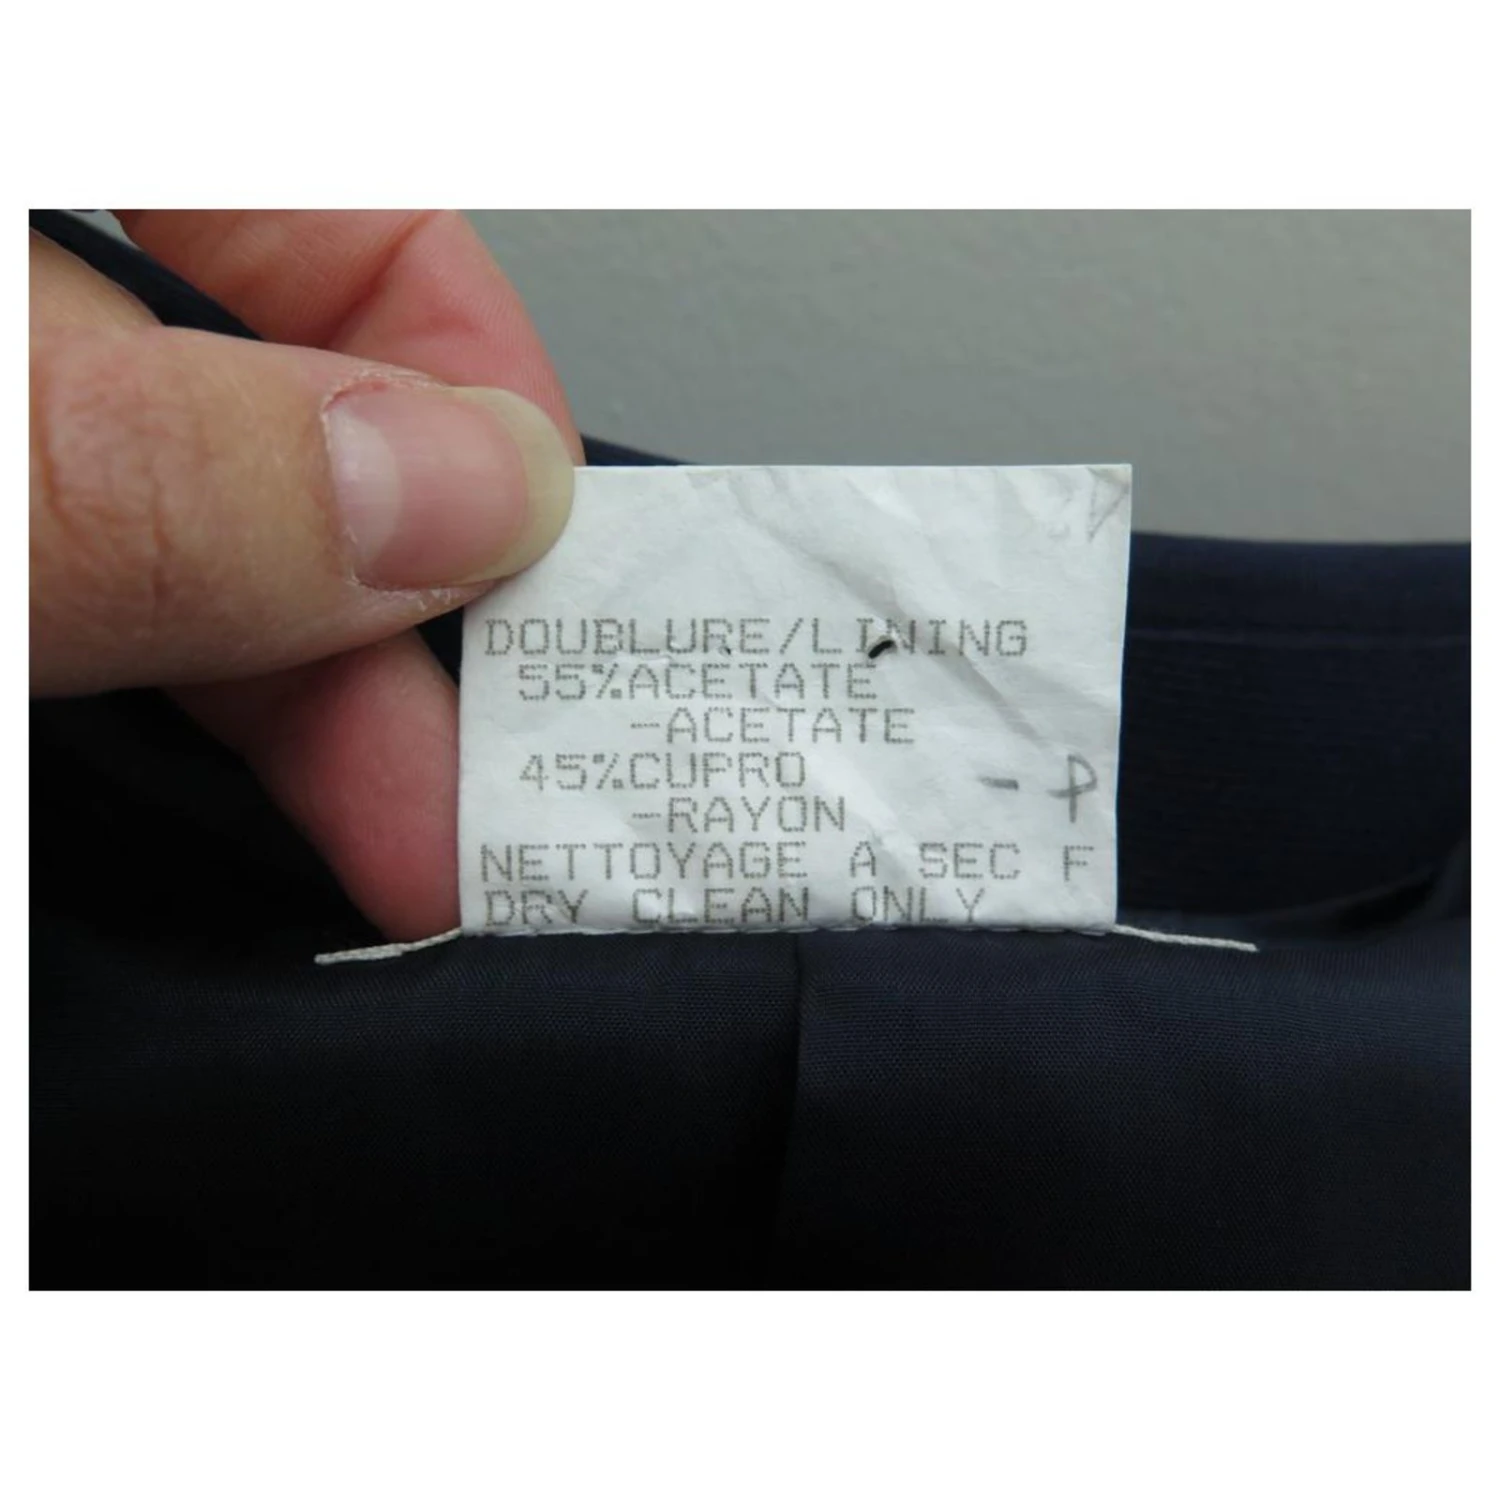 DOUBLURE/LINING
55%ACETATE
-ACETATE
45%CUPRO
-RAYON
- P
NETTOYAGE A SEC F
DRY CLEAN ONLY